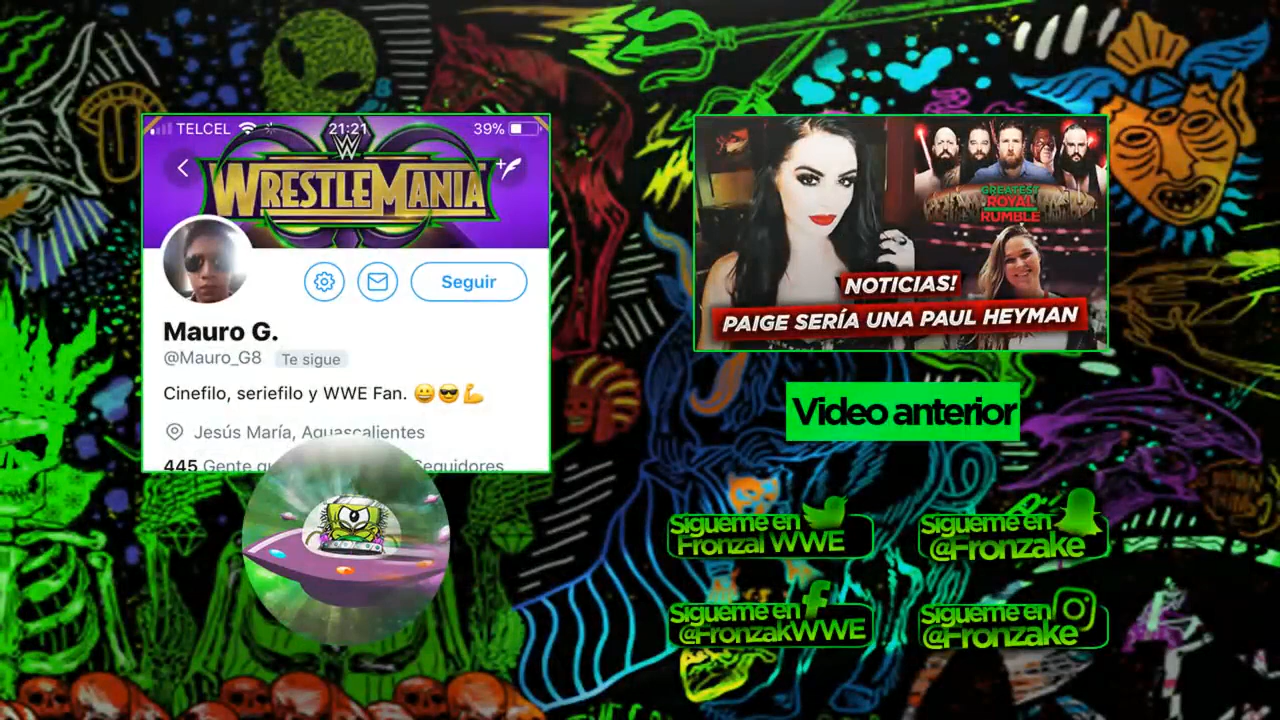 TELCEL
21:21
39%
W
WRESTLEMANIA
Seguir
Mauro G.
@Mauro_G8
Te sigue
Cinefilo, seriefilo y WWE Fan. 😀😎💪
Jesús María, Aguascalientes
445 Gente
Seguidores
GREATEST
ROYAL
RUMBLE
NOTICIAS!
PAIGE SERÍA UNA PAUL HEYMAN
Video anterior
Sígueme en
Fronzal WWE
Sígueme en
@Fronzake
Sígueme en
@FronzakWWE
Sígueme en
@Fronzake